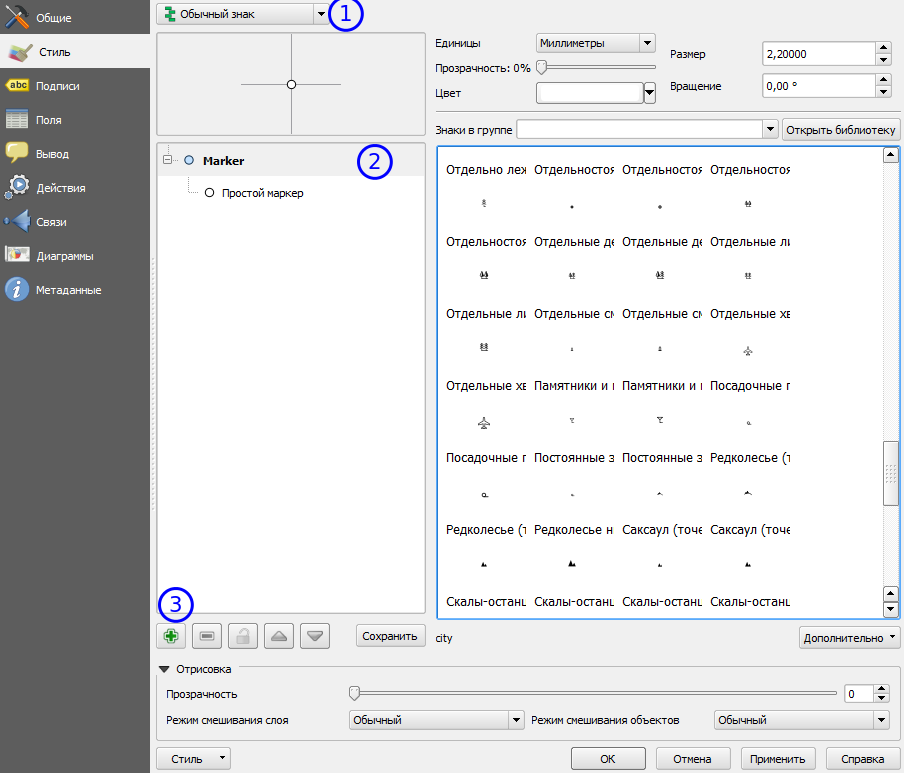 Общие
Стиль
Подписи
Поля
Вывод
Действия
Связи
Диаграммы
Метаданные
Обычный знак
1
Marker
2
Простой маркер
3
Сохранить
Единицы Миллиметры
Прозрачность: 0%
Цвет
Размер 2,20000
Вращение 0,00 °
Знаки в группе Открыть библиотеку
Отдельно леж Отдельностоя Отдельностоя Отдельностоя
Отдельностоя Отдельные де Отдельные де Отдельные ли
Отдельные ли Отдельные см Отдельные см Отдельные хв
Отдельные хв Памятники и м Памятники и м Посадочные п
Посадочные п Постоянные з Постоянные з Редколесье (т
Редколесье (т Редколесье н Саксаул (точе Саксаул (точе
Скалы-останц Скалы-останц Скалы-останц Скалы-останц
city Дополнительно
Отрисовка
Прозрачность 0
Режим смешивания слоя Обычный Режим смешивания объектов Обычный
Стиль OK Отмена Применить Справка
abc